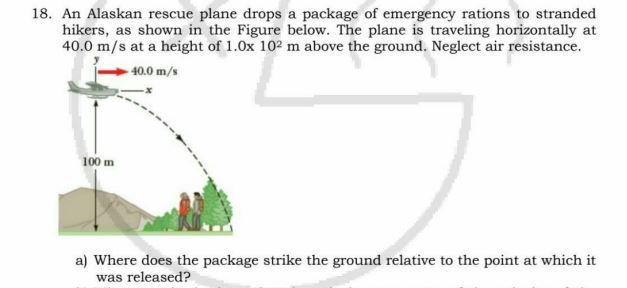 18. An Alaskan rescue plane drops a package of emergency rations to stranded
hikers, as shown in the Figure below. The plane is traveling horizontally at
40.0 m/s at a height of 1.0x 10² m above the ground. Neglect air resistance.
y
40.0 m/s
x
100 m
a) Where does the package strike the ground relative to the point at which it
was released?